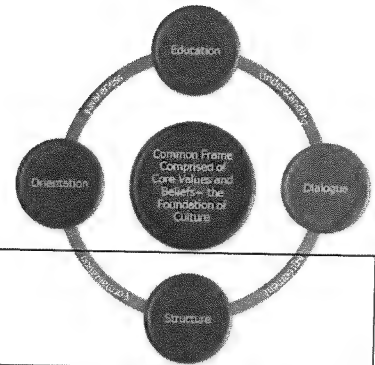 Education
Awareness
Understanding
Common Frame
Comprised of
Core Values and
Beliefs– the
Foundation of
Culture
Orientation
Dialogue
Structure